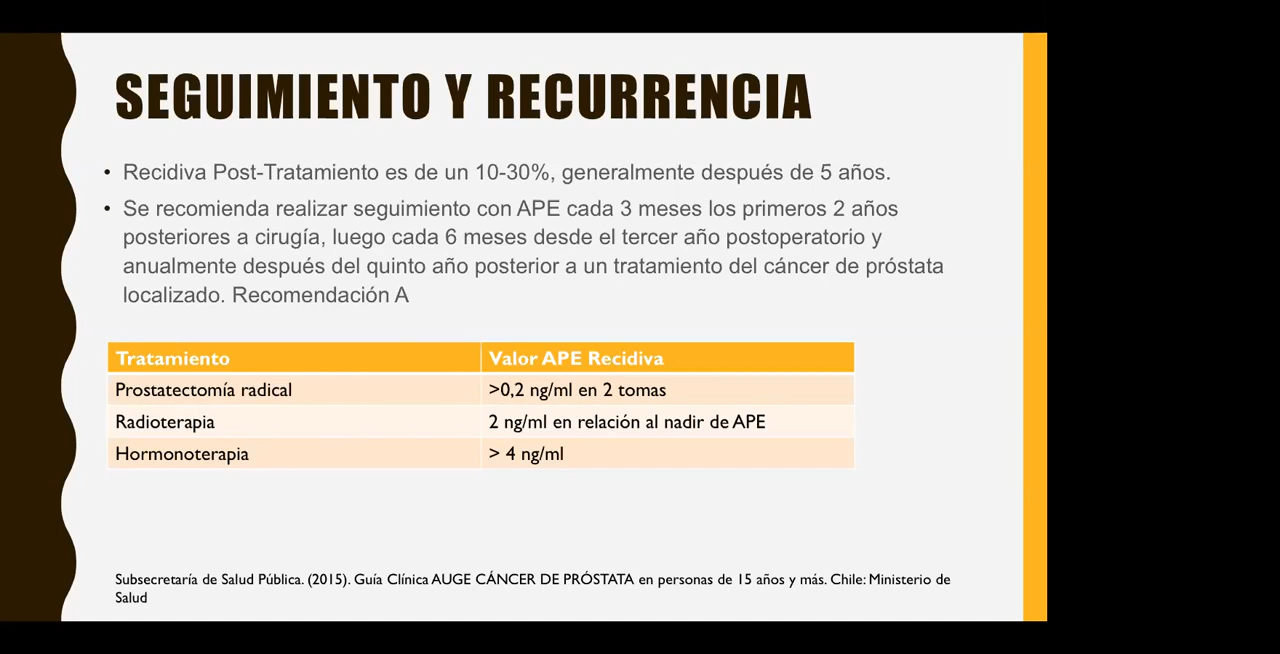 SEGUIMIENTO Y RECURRENCIA
• Recidiva Post-Tratamiento es de un 10-30%, generalmente después de 5 años.
• Se recomienda realizar seguimiento con APE cada 3 meses los primeros 2 años
posteriores a cirugía, luego cada 6 meses desde el tercer año postoperatorio y
anualmente después del quinto año posterior a un tratamiento del cáncer de próstata
localizado. Recomendación A
Tratamiento Valor APE Recidiva
Prostatectomía radical >0,2 ng/ml en 2 tomas
Radioterapia 2 ng/ml en relación al nadir de APE
Hormonoterapia > 4 ng/ml
Subsecretaría de Salud Pública. (2015). Guía Clínica AUGE CÁNCER DE PRÓSTATA en personas de 15 años y más. Chile: Ministerio de
Salud